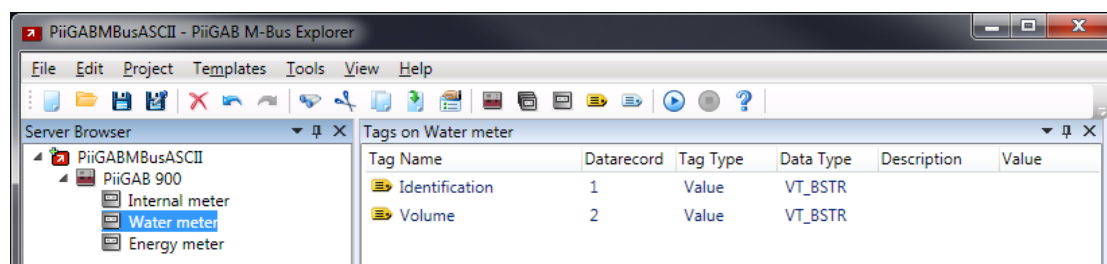 PiiGABMBusASCII - PiiGAB M-Bus Explorer
File Edit Project Templates Tools View Help
Server Browser
PiiGABMBusASCII
PiiGAB 900
Internal meter
Water meter
Energy meter
Tags on Water meter
Tag Name Datarecord Tag Type Data Type Description Value
Identification 1 Value VT_BSTR
Volume 2 Value VT_BSTR